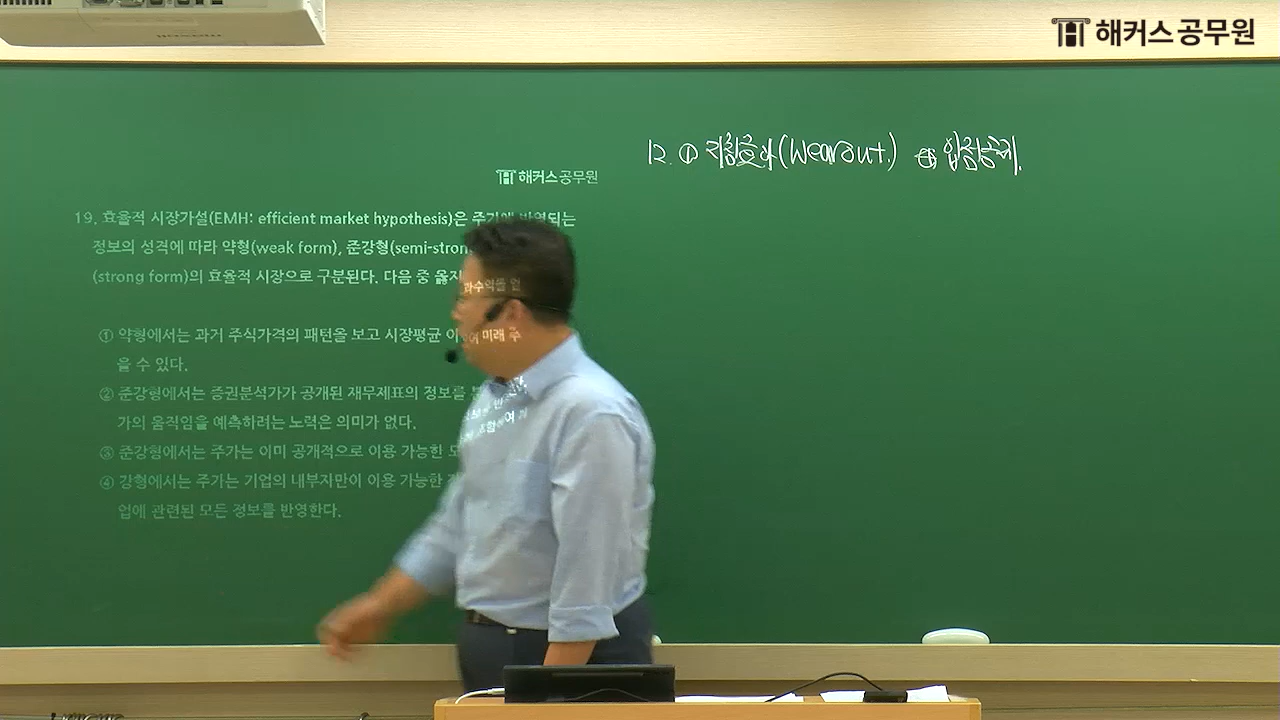 해커스공무원
12. ① 지침효과(Wearout.) ④ 입점승계.
해커스공무원
19. 효율적 시장가설(EMH: efficient market hypothesis)은 주가에 반영되는
정보의 성격에 따라 약형(weak form), 준강형(semi-stron
(strong form)의 효율적 시장으로 구분된다. 다음 중 옳지
① 약형에서는 과거 주식가격의 패턴을 보고 시장평균 이
을 수 있다.
② 준강형에서는 증권분석가가 공개된 재무제표의 정보를
가의 움직임을 예측하려는 노력은 의미가 없다.
③ 준강형에서는 주가는 이미 공개적으로 이용 가능한 모
④ 강형에서는 주가는 기업의 내부자만이 이용 가능한
업에 관련된 모든 정보를 반영한다.